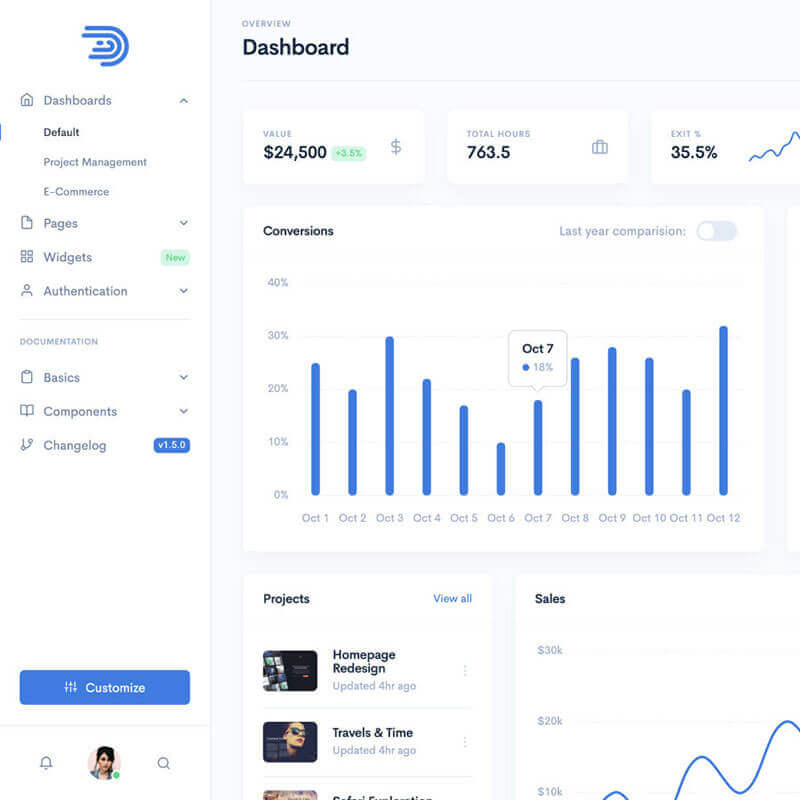 Dashboards
Default
Project Management
E-Commerce
Pages
Widgets
New
Authentication
DOCUMENTATION
Basics
Components
Changelog
v1.5.0
Customize
OVERVIEW
Dashboard
VALUE
$24,500 +3.5%
TOTAL HOURS
763.5
EXIT %
35.5%
Conversions
Last year comparision:
40%
30%
20%
10%
0%
Oct 7
18%
Oct 1 Oct 2 Oct 3 Oct 4 Oct 5 Oct 6 Oct 7 Oct 8 Oct 9 Oct 10 Oct 11 Oct 12
Projects
View all
Homepage
Redesign
Updated 4hr ago
Travels & Time
Updated 4hr ago
Safari Exploration
Sales
$30k
$20k
$10k